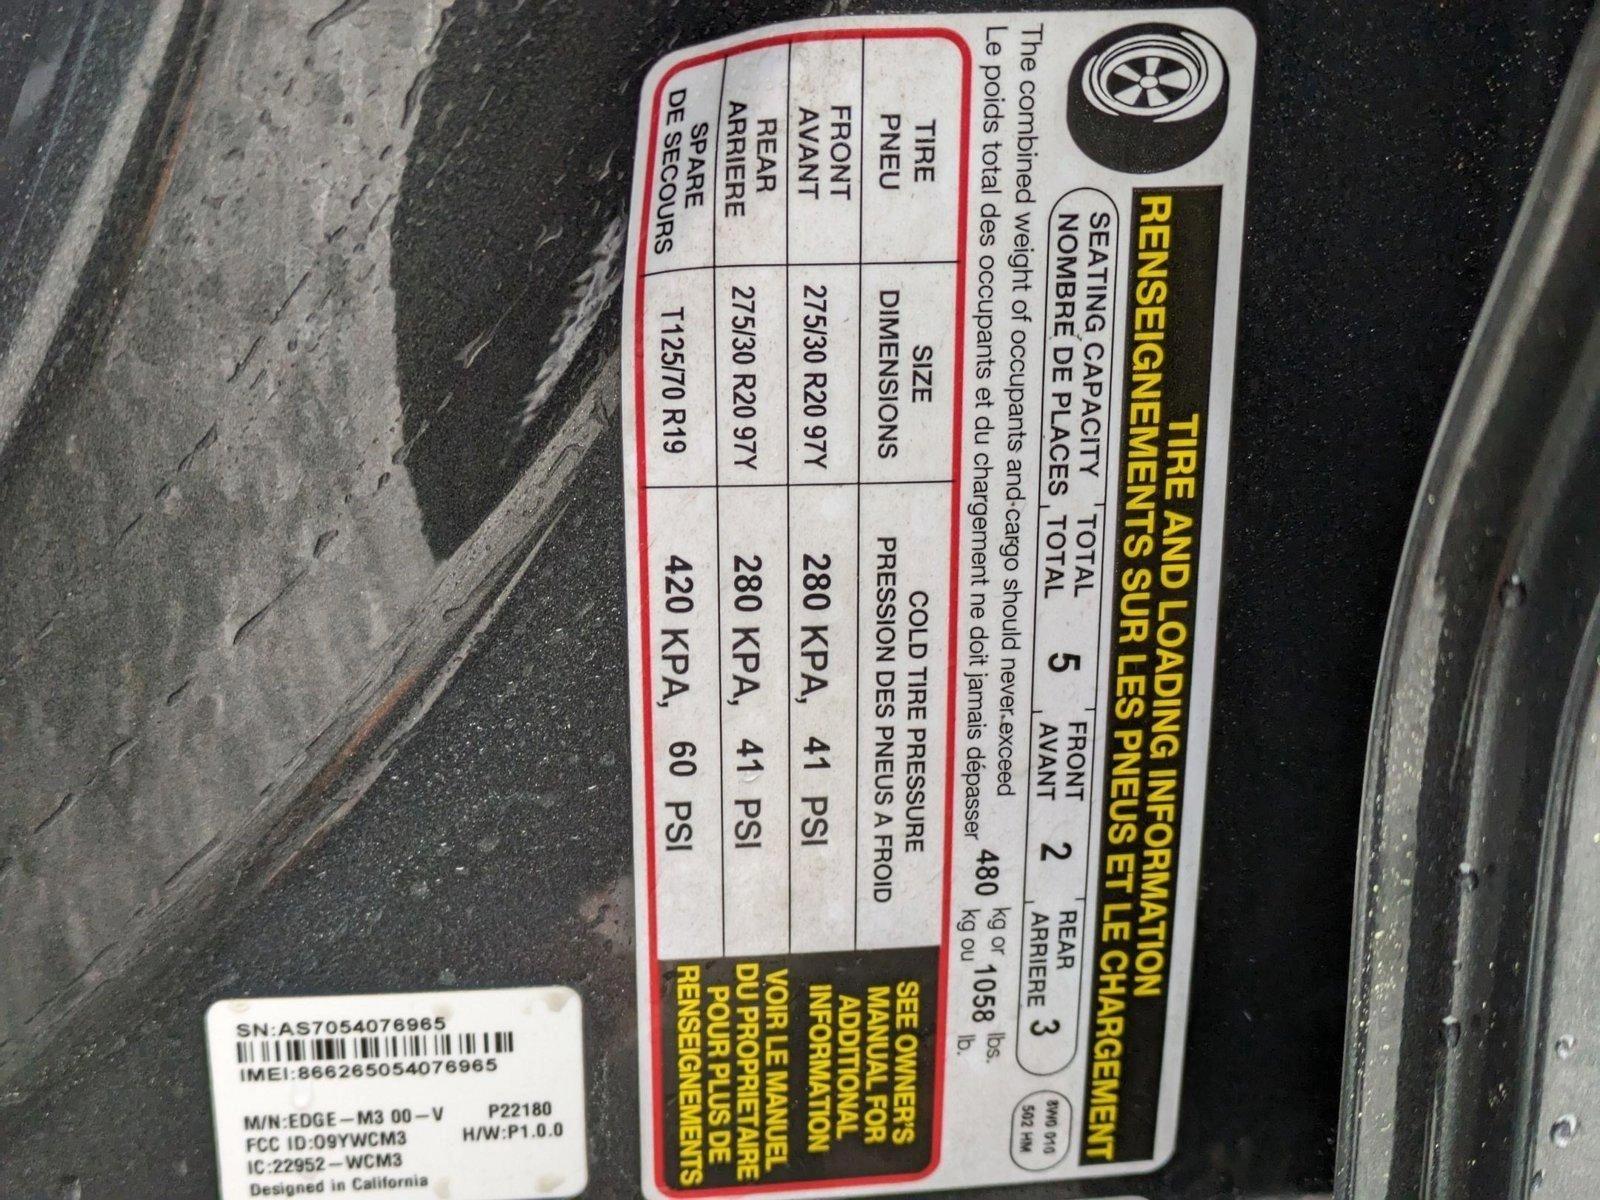 TIRE AND LOADING INFORMATION
RENSEIGNEMENTS SUR LES PNEUS ET LE CHARGEMENT
SEATING CAPACITY TOTAL 5 FRONT 2 REAR 3
NOMBRE DE PLACES TOTAL AVANT ARRIERE
8W0 010
502 HM
The combined weight of occupants and cargo should never exceed 480 kg or 1058 lbs.
Le poids total des occupants et du chargement ne doit jamais dépasser kg ou lb.
TIRE SIZE COLD TIRE PRESSURE
PNEU DIMENSIONS PRESSION DES PNEUS A FROID
FRONT
AVANT 275/30 R20 97Y 280 KPA, 41 PSI
REAR
ARRIERE 275/30 R20 97Y 280 KPA, 41 PSI
SPARE
DE SECOURS T125/70 R19 420 KPA, 60 PSI
SEE OWNER'S
MANUAL FOR
ADDITIONAL
INFORMATION
VOIR LE MANUEL
DU PROPRIETAIRE
POUR PLUS DE
RENSEIGNEMENTS
SN:AS7054076965
IMEI:866265054076965
M/N:EDGE-M3 00-V P22180
FCC ID:09YWCM3 H/W:P1.0.0
IC:22952-WCM3
Designed in California